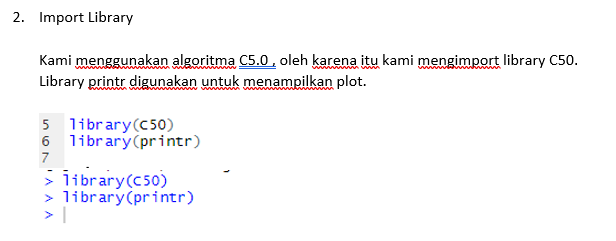 2. Import Library
Kami menggunakan algoritma C5.0 , oleh karena itu kami mengimport library C50.
Library printr digunakan untuk menampilkan plot.
5 library(C50)
6 library(printr)
7
> library(C50)
> library(printr)
>